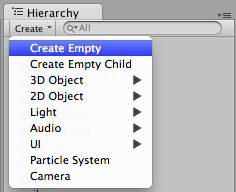 Hierarchy
Create All
Create Empty
Create Empty Child
3D Object
2D Object
Light
Audio
UI
Particle System
Camera